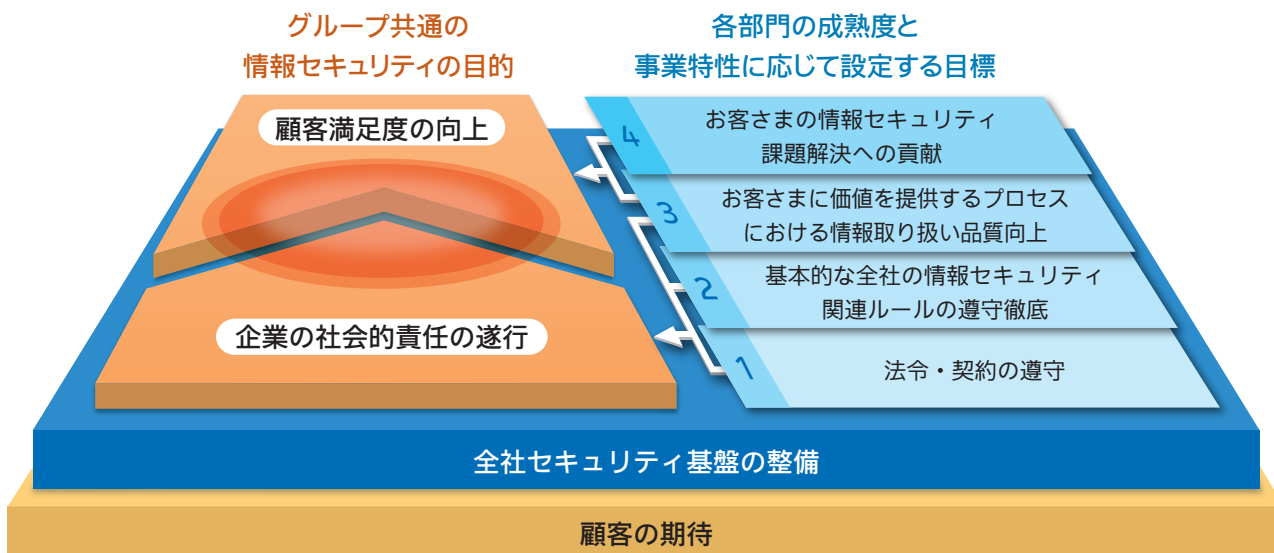 グループ共通の
情報セキュリティの目的
顧客満足度の向上
企業の社会的責任の遂行
各部門の成熟度と
事業特性に応じて設定する目標
4
お客さまの情報セキュリティ
課題解決への貢献
3
お客さまに価値を提供するプロセス
における情報取り扱い品質向上
2
基本的な全社の情報セキュリティ
関連ルールの遵守徹底
1
法令・契約の遵守
全社セキュリティ基盤の整備
顧客の期待